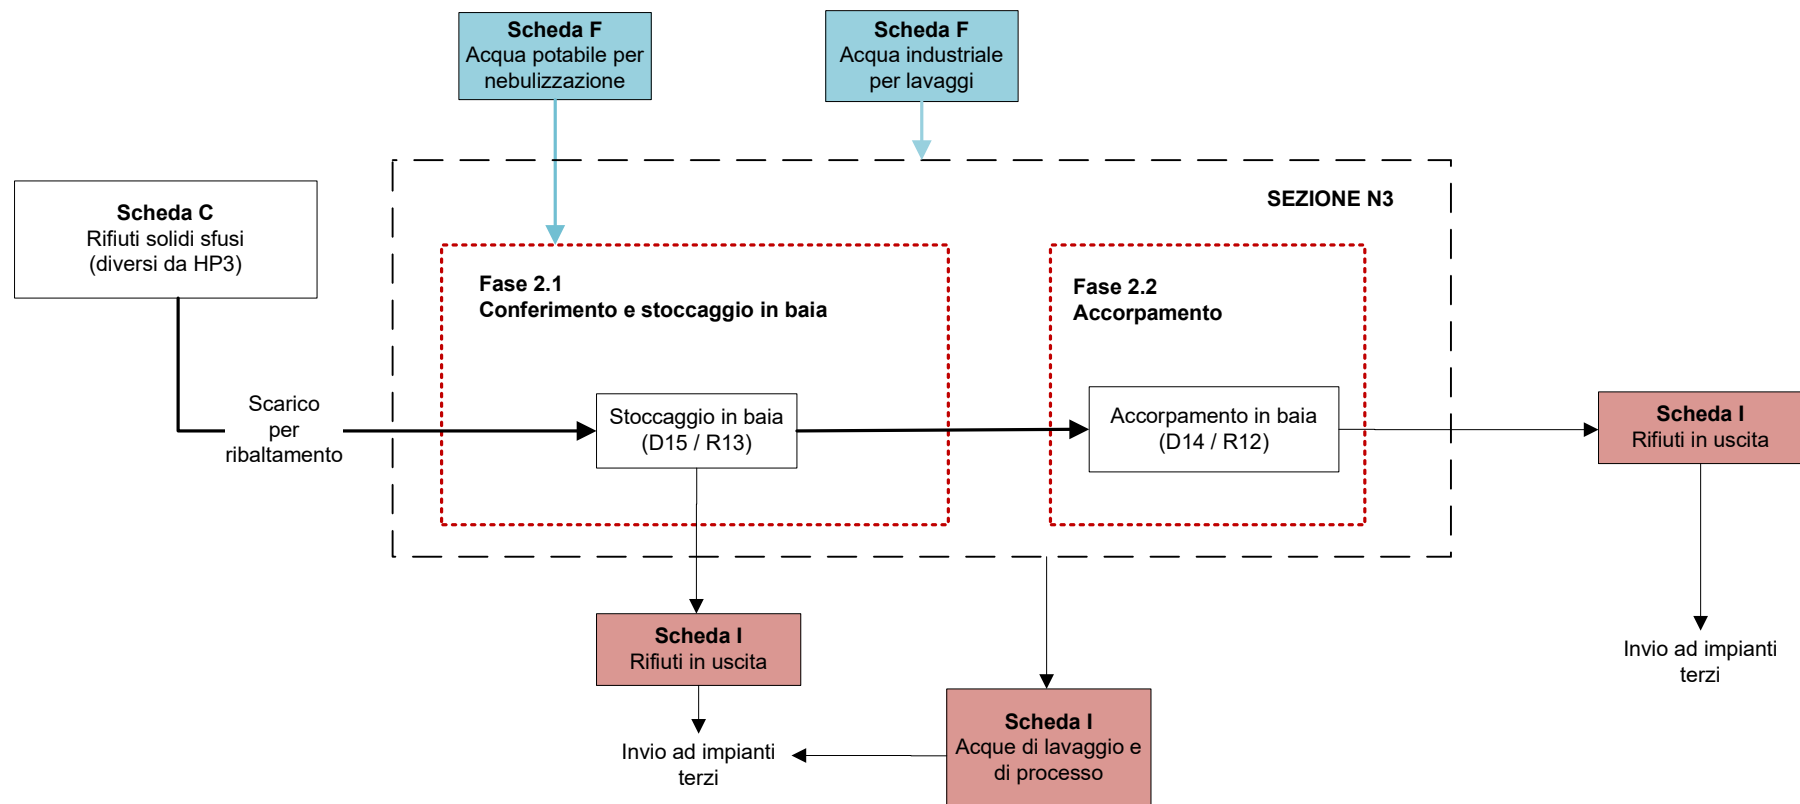 Scheda F
Acqua potabile per
nebulizzazione
Scheda F
Acqua industriale
per lavaggi
SEZIONE N3
Scheda C
Rifiuti solidi sfusi
(diversi da HP3)
Fase 2.1
Conferimento e stoccaggio in baia
Fase 2.2
Accorpamento
Scarico
per
ribaltamento
Stoccaggio in baia
(D15 / R13)
Accorpamento in baia
(D14 / R12)
Scheda I
Rifiuti in uscita
Scheda I
Rifiuti in uscita
Invio ad impianti
terzi
Scheda I
Acque di lavaggio e
di processo
Invio ad impianti
terzi